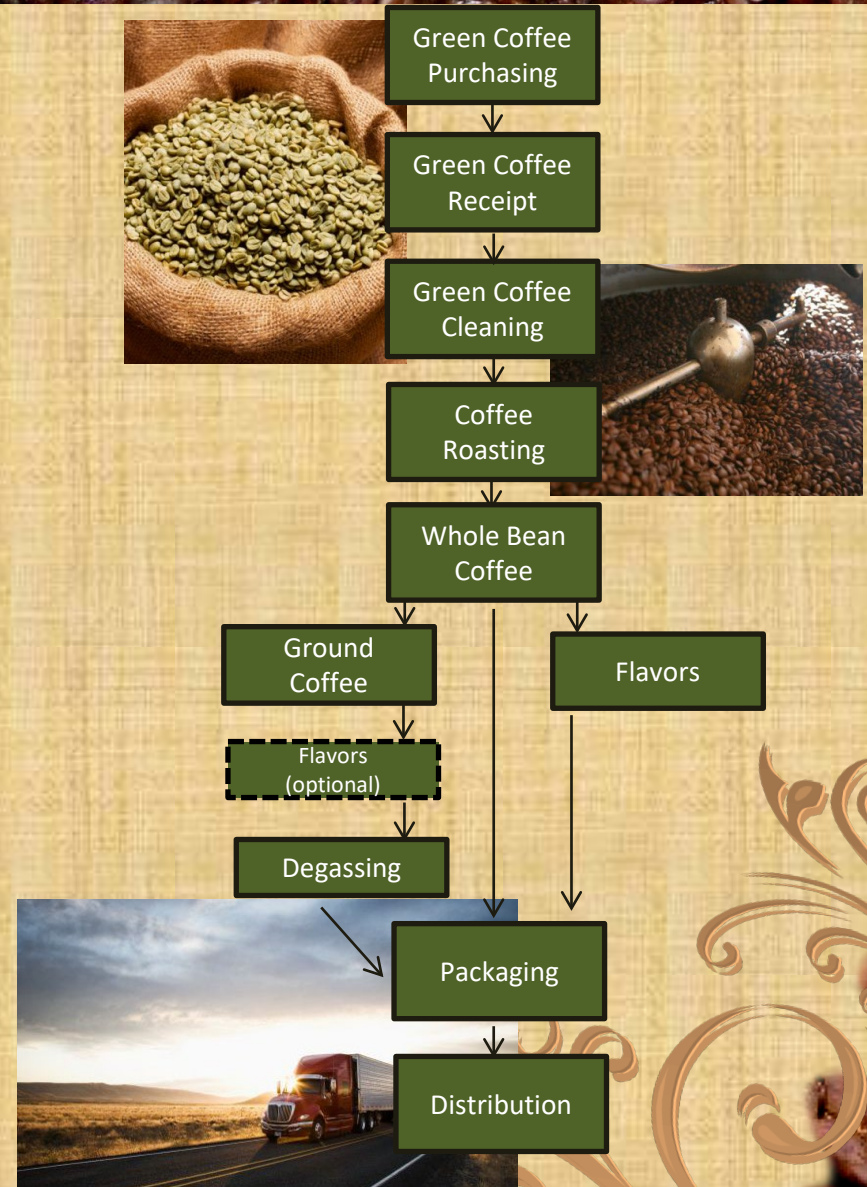 Green Coffee
Purchasing
Green Coffee
Receipt
Green Coffee
Cleaning
Coffee
Roasting
Whole Bean
Coffee
Ground
Coffee
Flavors
Flavors
(optional)
Degassing
Packaging
Distribution